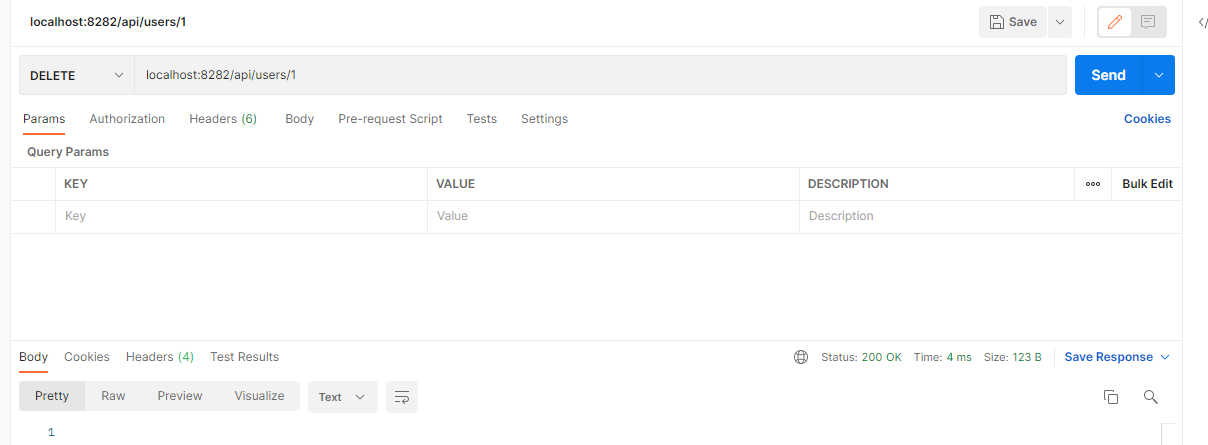 localhost:8282/api/users/1
Save
DELETE
localhost:8282/api/users/1
Send
Params Authorization Headers (6) Body Pre-request Script Tests Settings Cookies
Query Params
KEY VALUE DESCRIPTION Bulk Edit
Key Value Description
Body Cookies Headers (4) Test Results Status: 200 OK Time: 4 ms Size: 123 B Save Response
Pretty Raw Preview Visualize Text
1